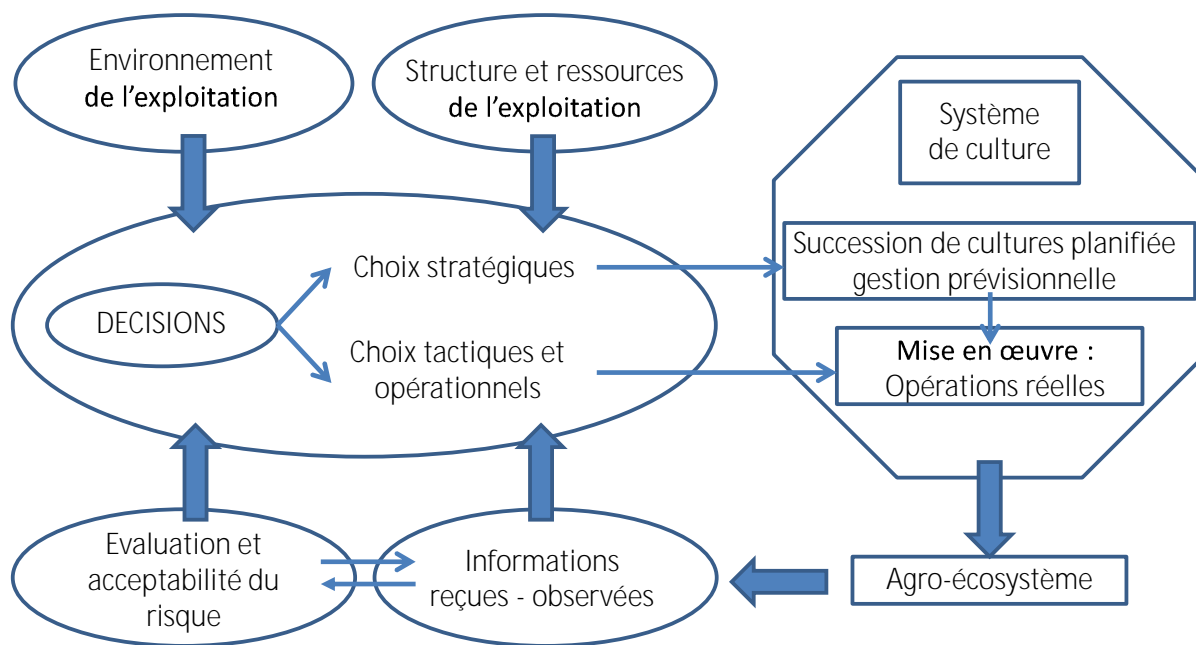 Environnement
de l'exploitation
Structure et ressources
de l'exploitation
Système
de culture
DECISIONS
Choix stratégiques
Choix tactiques et
opérationnels
Succession de cultures planifiée
gestion prévisionnelle
Mise en œuvre :
Opérations réelles
Evaluation et
acceptabilité du
risque
Informations
reçues - observées
Agro-écosystème